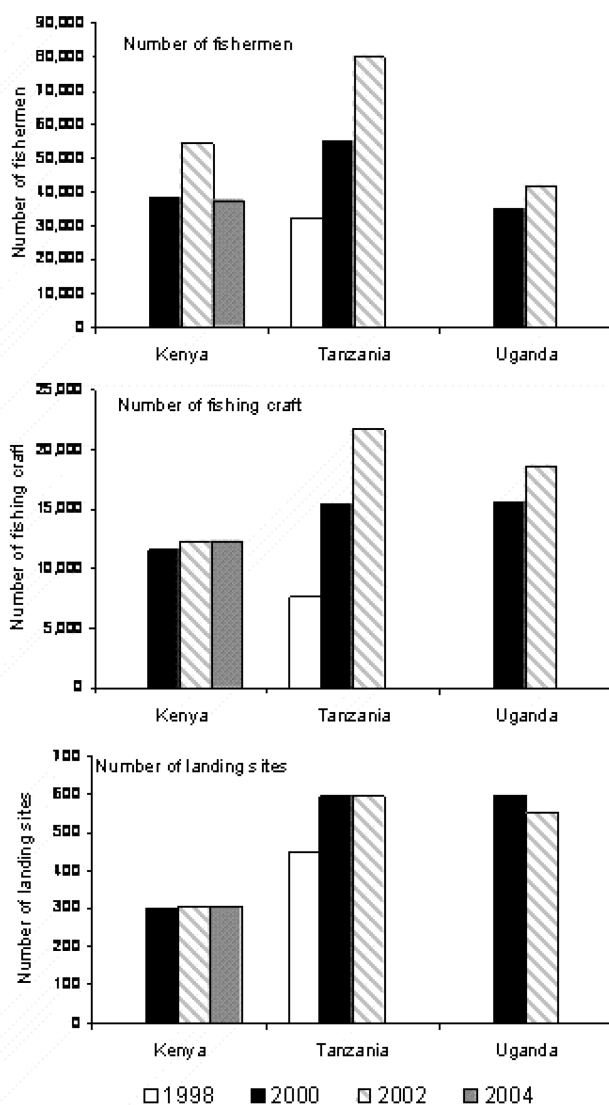 Number of fishermen
90,000
80,000
70,000
60,000
50,000
40,000
30,000
20,000
10,000
0
Number of fishermen
Kenya Tanzania Uganda
Number of fishing craft
25,000
20,000
15,000
10,000
5,000
0
Number of fishing craft
Kenya Tanzania Uganda
Number of landing sites
700
600
500
400
300
200
100
0
Number of landing sites
Kenya Tanzania Uganda
1998 2000 2002 2004